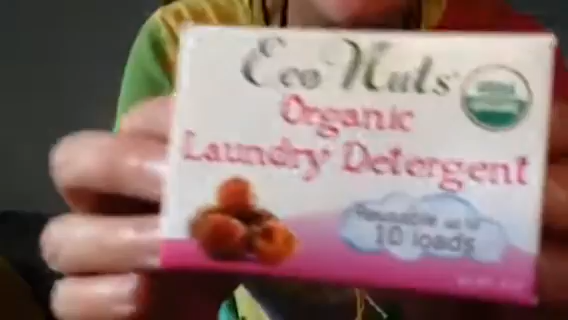 Eco Nuts
Organic
Laundry Detergent
Reusable up to
10 loads